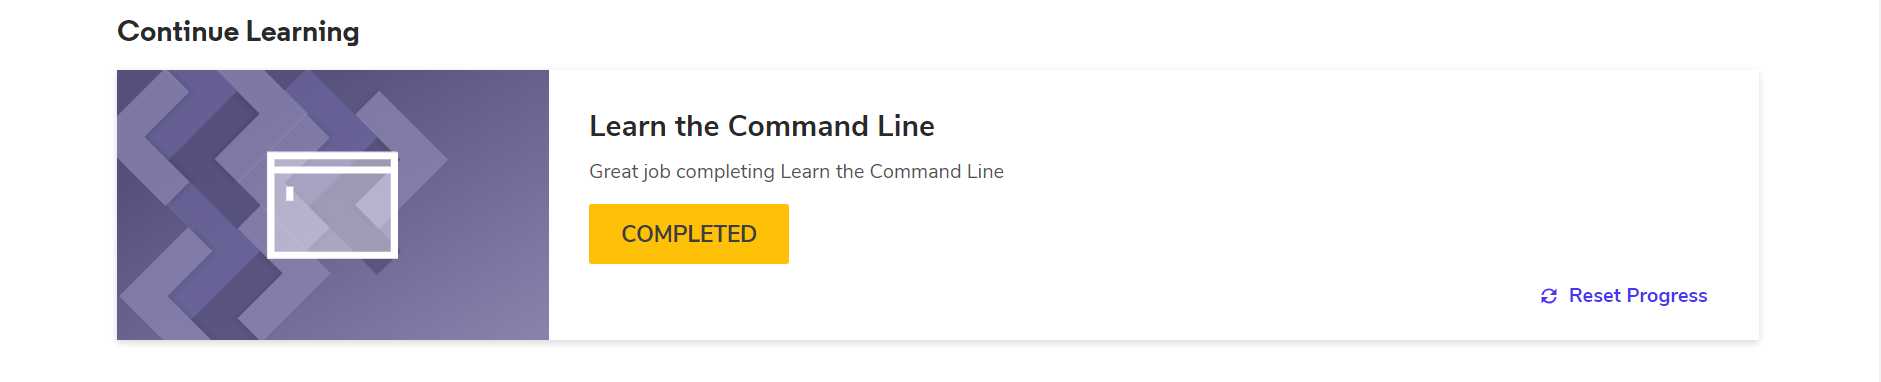 Continue Learning
Learn the Command Line
Great job completing Learn the Command Line
COMPLETED
Reset Progress